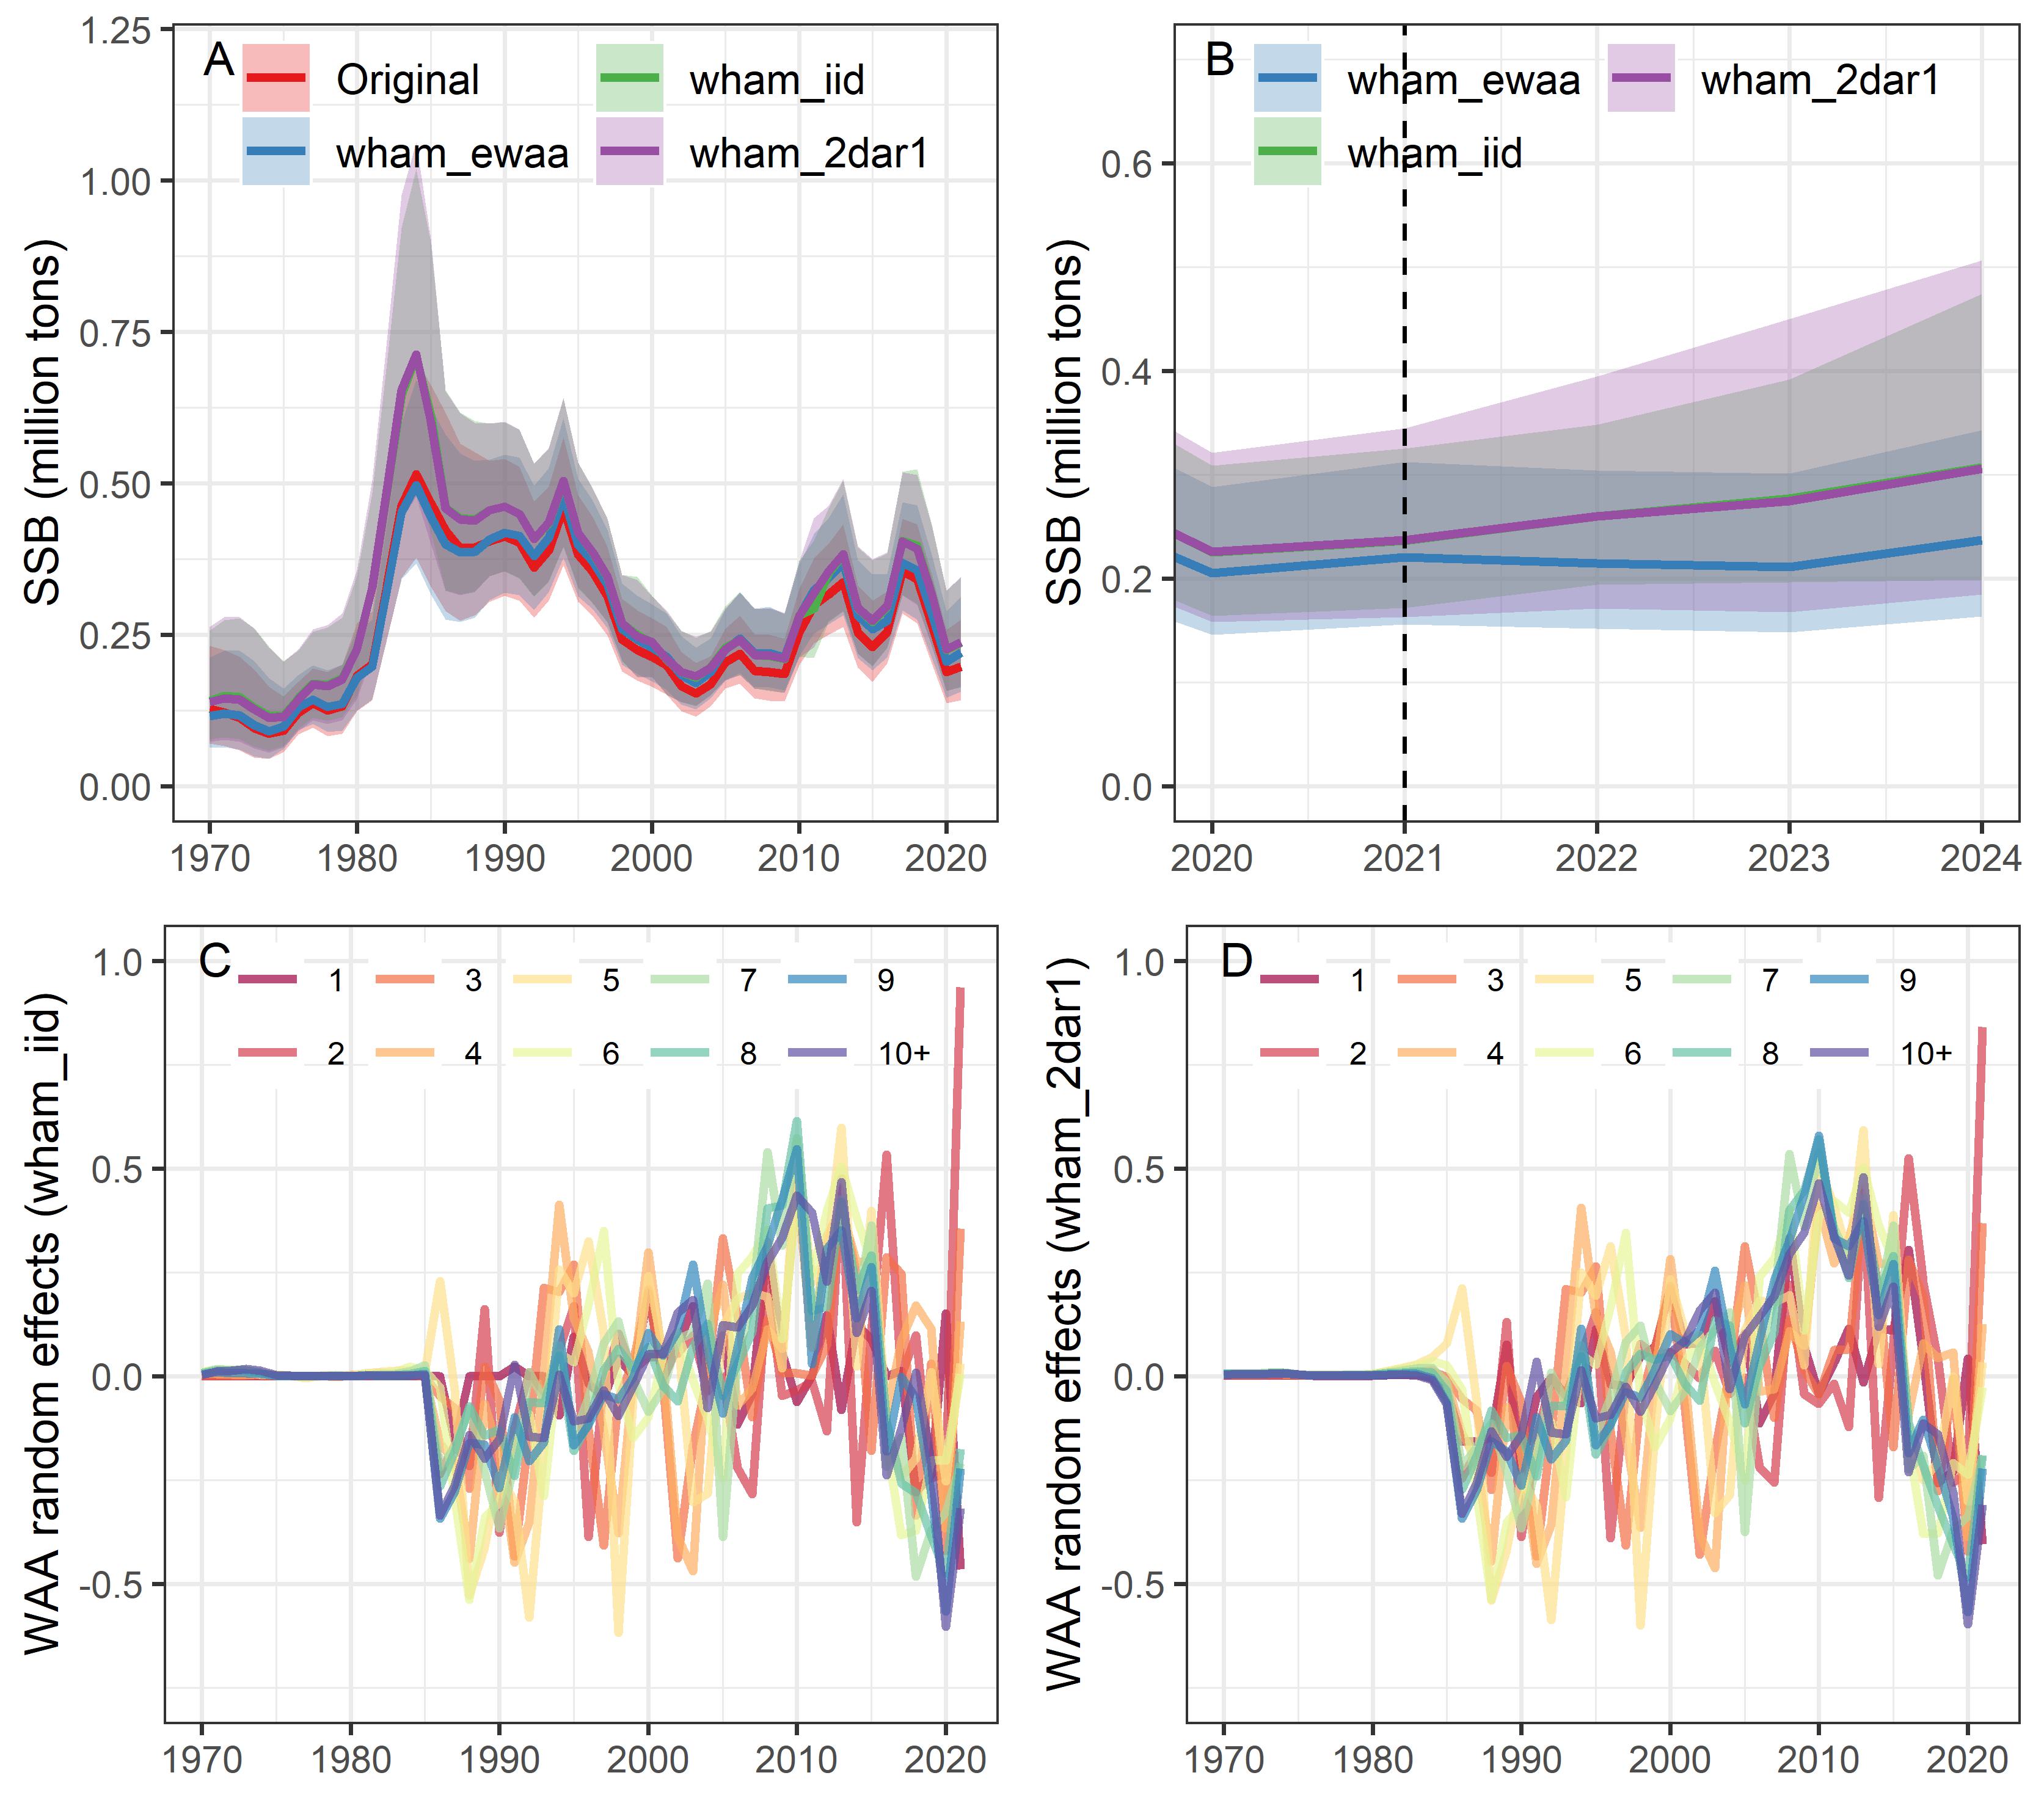 A
Original
wham_iid
wham_ewaa
wham_2dar1
1.25
1.00
0.75
0.50
0.25
0.00
SSB (million tons)
1970 1980 1990 2000 2010 2020
B
wham_ewaa
wham_2dar1
wham_iid
0.6
0.4
0.2
0.0
SSB (million tons)
2020 2021 2022 2023 2024
C
1 3 5 7 9
2 4 6 8 10+
1.0
0.5
0.0
-0.5
WAA random effects (wham_iid)
1970 1980 1990 2000 2010 2020
D
1 3 5 7 9
2 4 6 8 10+
1.0
0.5
0.0
-0.5
WAA random effects (wham_2dar1)
1970 1980 1990 2000 2010 2020